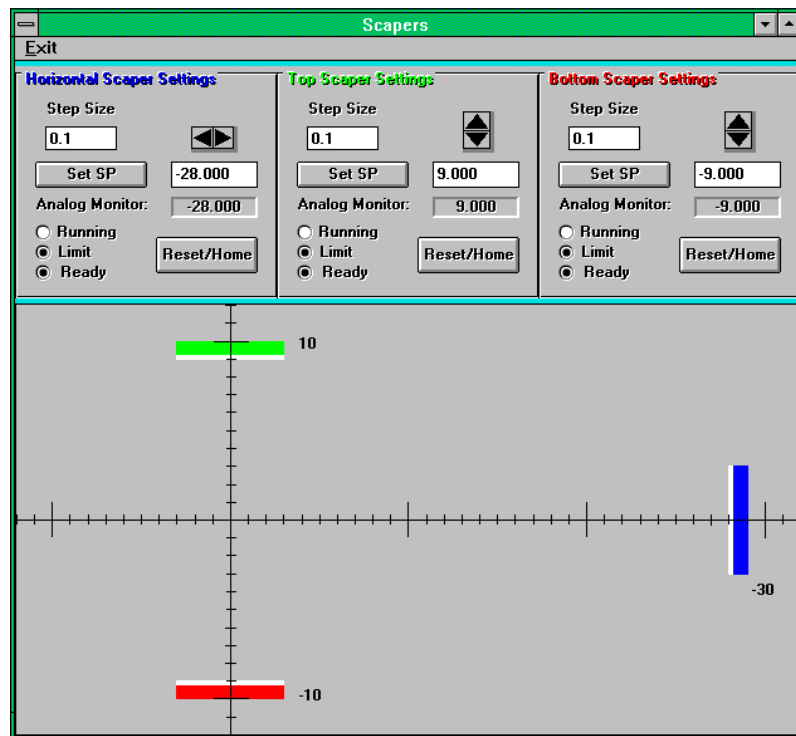 Scapers
Exit
Horizontal Scaper Settings
Step Size
0.1
Set SP
-28.000
Analog Monitor:
-28.000
Running
Limit
Ready
Reset/Home
Top Scaper Settings
Step Size
0.1
Set SP
9.000
Analog Monitor:
9.000
Running
Limit
Ready
Reset/Home
Bottom Scaper Settings
Step Size
0.1
Set SP
-9.000
Analog Monitor:
-9.000
Running
Limit
Ready
Reset/Home
10
-30
-10